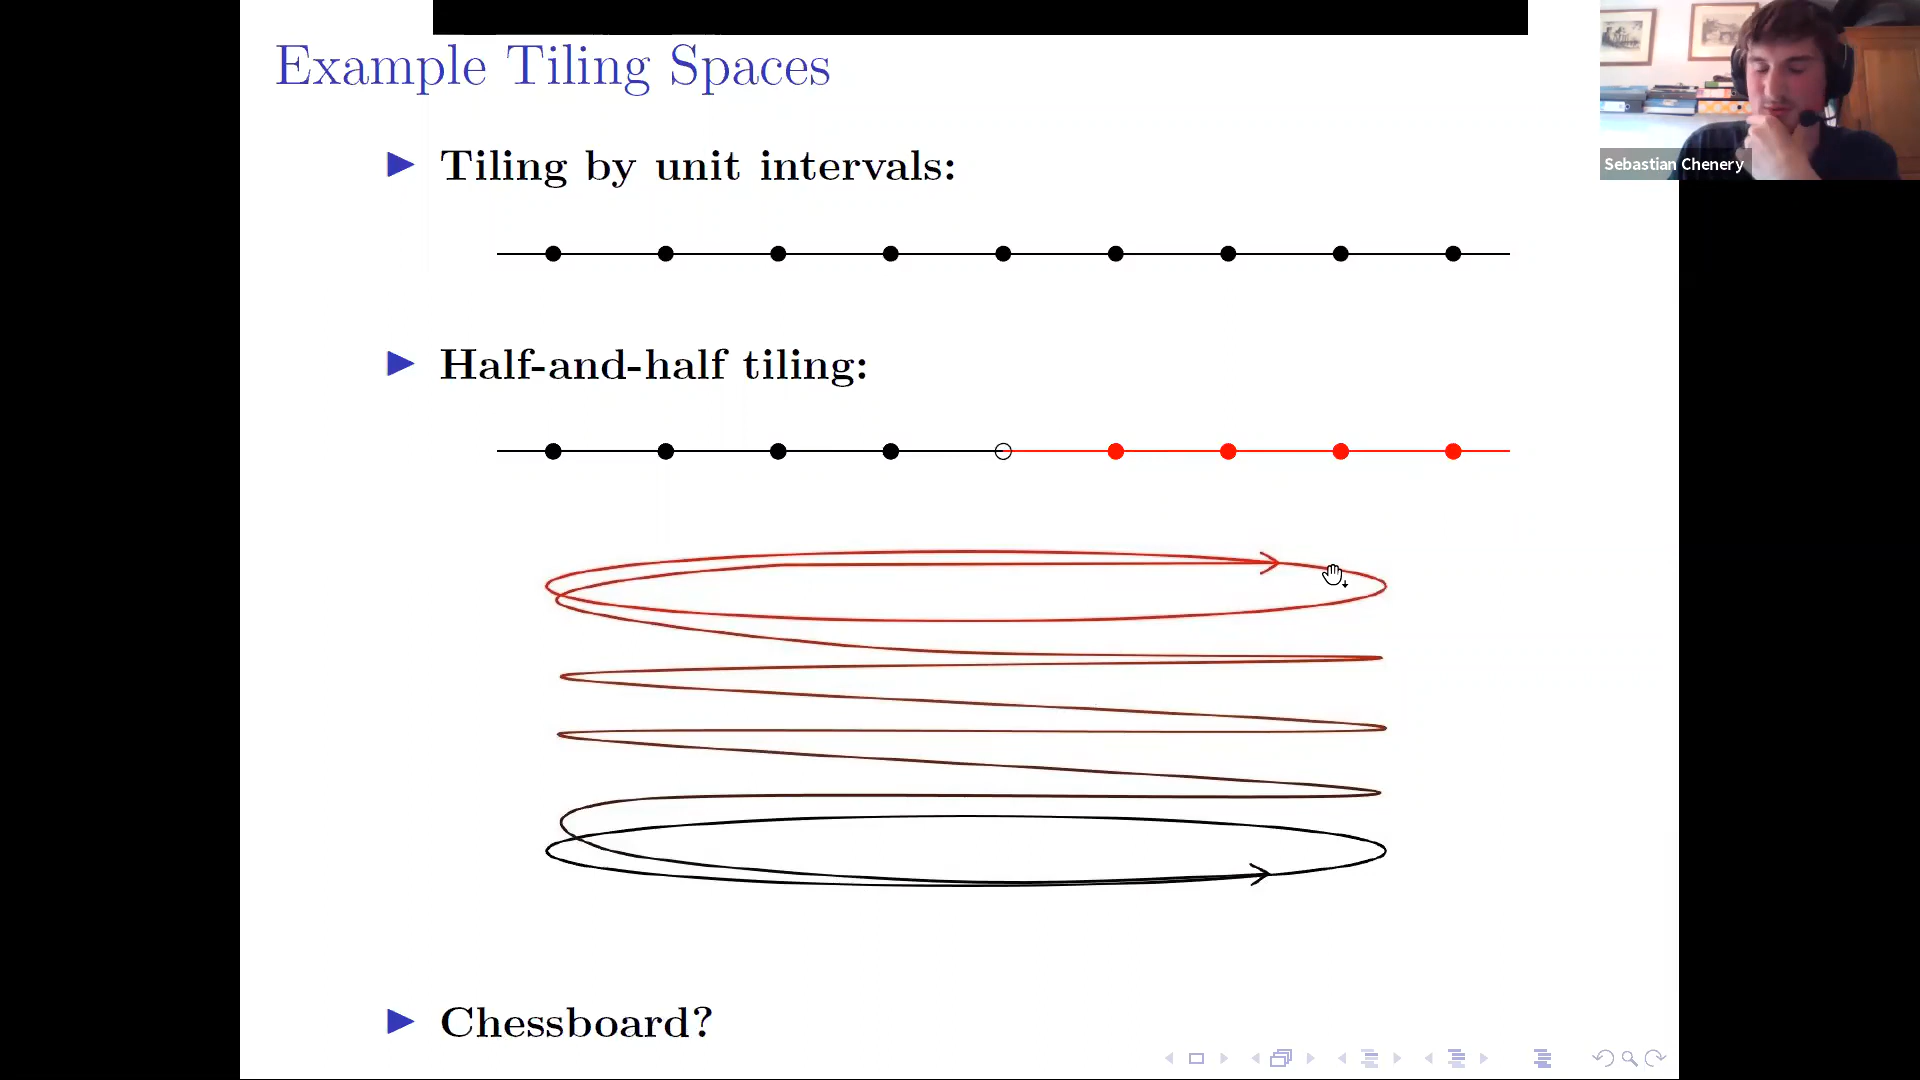 Example Tiling Spaces
Tiling by unit intervals:
Half-and-half tiling:
Chessboard?
Sebastian Chenery